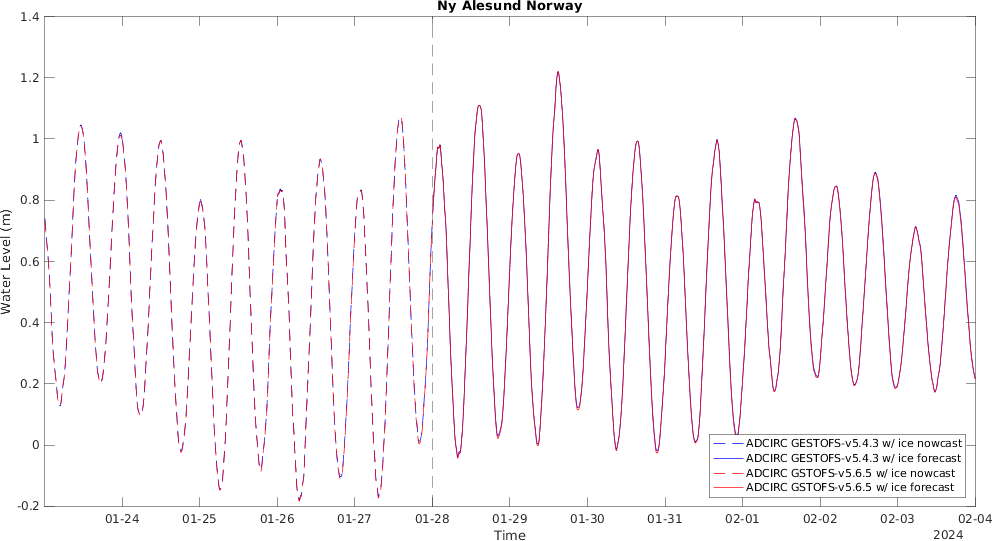 Ny Alesund Norway
1.4
1.2
1
0.8
0.6
0.4
0.2
0
-0.2
Water Level (m)
ADCIRC GESTOFS-v5.4.3 w/ ice nowcast
ADCIRC GESTOFS-v5.4.3 w/ ice forecast
ADCIRC GSTOFS-v5.6.5 w/ ice nowcast
ADCIRC GSTOFS-v5.6.5 w/ ice forecast
01-24 01-25 01-26 01-27 01-28 01-29 01-30 01-31 02-01 02-02 02-03 02-04
Time
2024